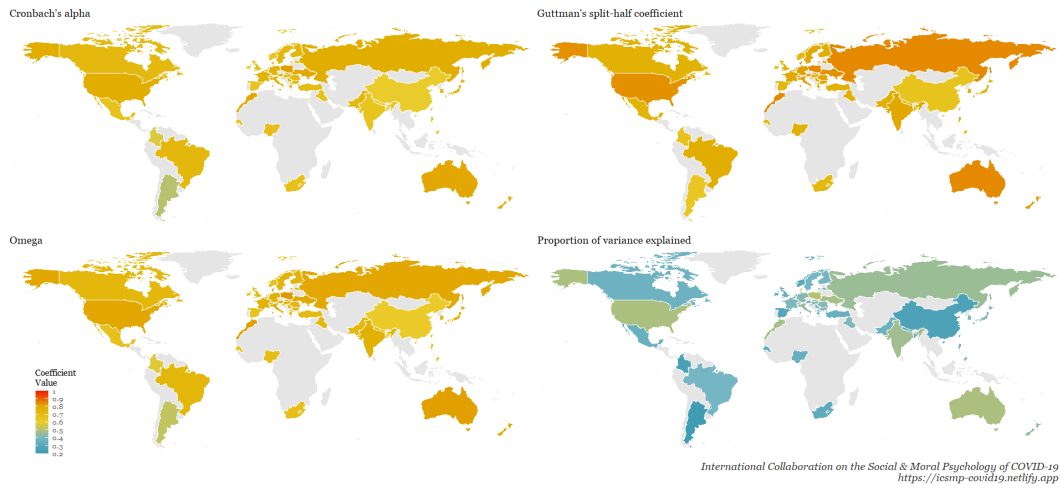 Cronbach's alpha
Guttman's split-half coefficient
Omega
Proportion of variance explained
Coefficient
Value
1
0.9
0.8
0.7
0.6
0.5
0.4
0.3
0.2
International Collaboration on the Social & Moral Psychology of COVID-19
https://icsmp-covid19.netlify.app